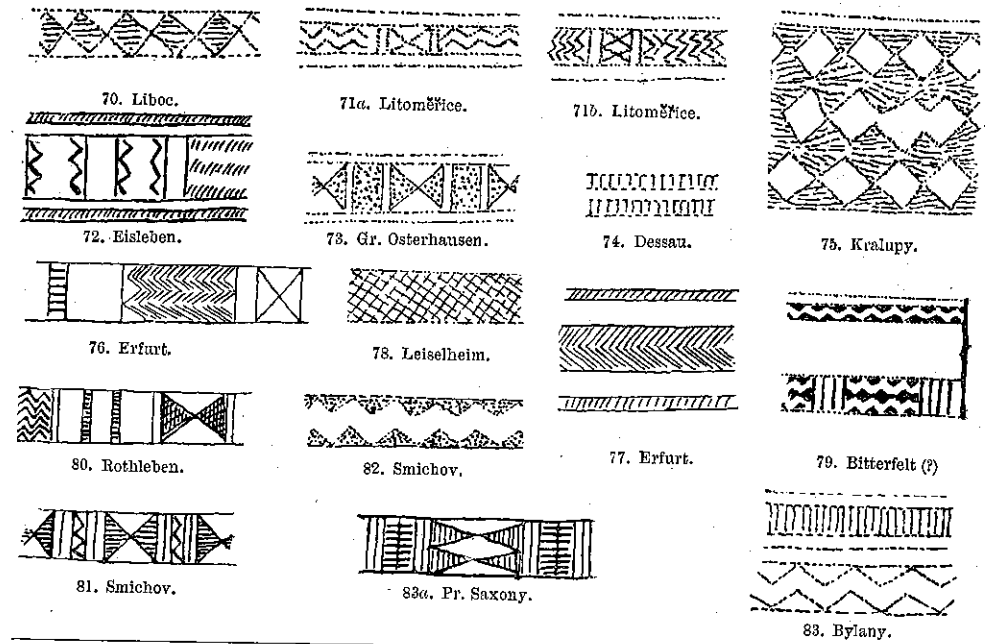 70. Liboc.
71a. Litoměřice.
71b. Litoměřice.
72. Eisleben.
73. Gr. Osterhausen.
74. Dessau.
75. Kralupy.
76. Erfurt.
78. Leiselheim.
77. Erfurt.
79. Bitterfelt (?)
80. Rothleben.
82. Smichov.
81. Smichov.
83a. Pr. Saxony.
83. Bylany.